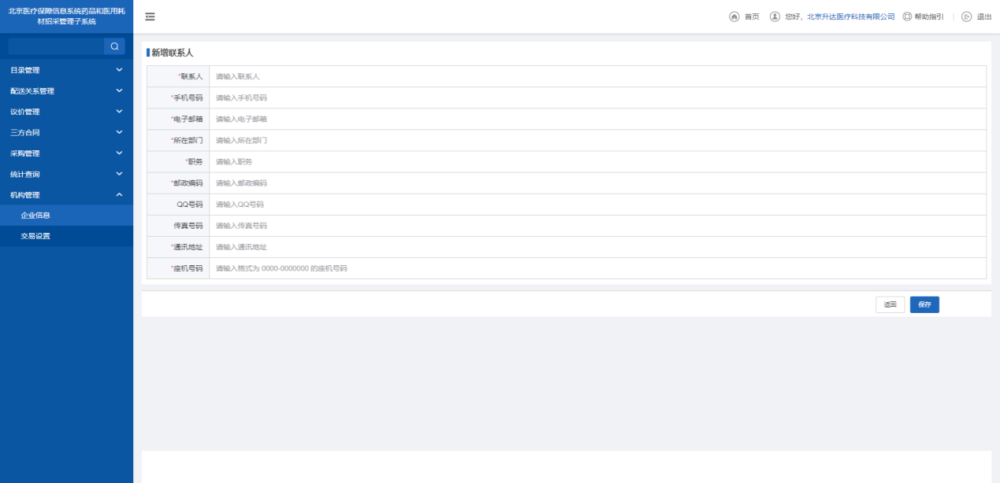 北京医疗保障信息系统药品和医用耗
材招采管理子系统
首页
您好，北京升达医疗科技有限公司
帮助指引
退出
目录管理
配送关系管理
议价管理
三方合同
采购管理
统计查询
机构管理
企业信息
交易设置
新增联系人
*联系人 请输入联系人
*手机号码 请输入手机号码
*电子邮箱 请输入电子邮箱
*所在部门 请输入所在部门
*职务 请输入职务
*邮政编码 请输入邮政编码
QQ号码 请输入QQ号码
传真号码 请输入传真号码
*通讯地址 请输入通讯地址
*座机号码 请输入格式为 0000-0000000 的座机号码
返回 保存